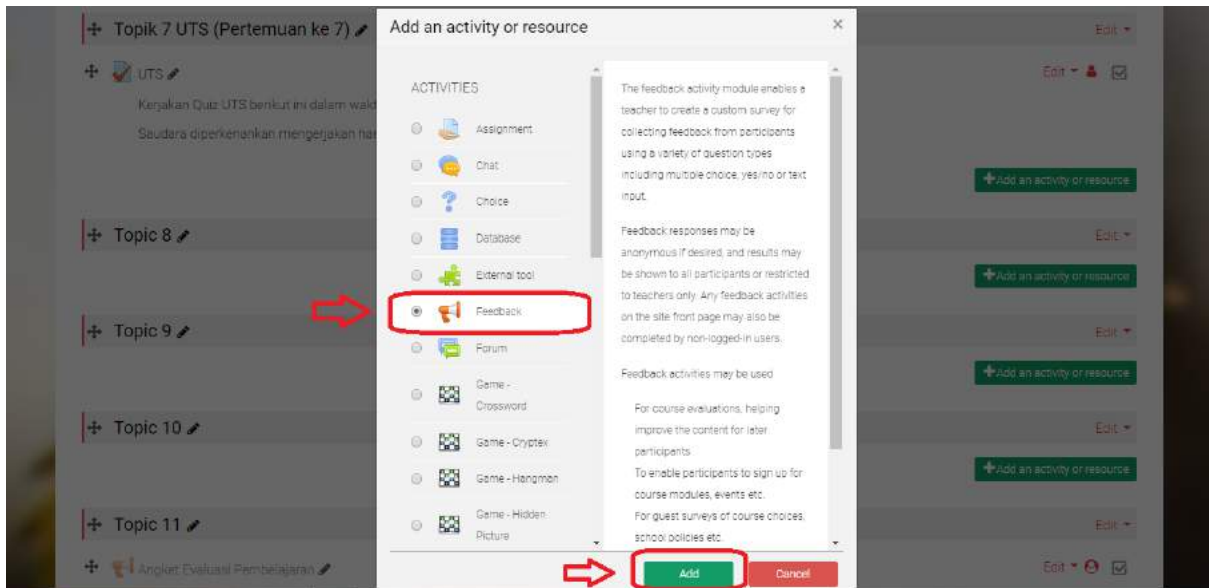 Topik 7 UTS (Pertemuan ke 7)
Edit
UTS
Edit
Kerjakan Quiz UTS berikut ini dalam
Saudara diperkenankan mengerjakan
+Add an activity or resource
Topic 8
Edit
+Add an activity or resource
Topic 9
Edit
+Add an activity or resource
Topic 10
Edit
+Add an activity or resource
Topic 11
Edit
Angket Evaluasi Pembelajaran
Edit
Add an activity or resource
×
ACTIVITIES
Assignment
Chat
Choice
Database
External tool
Feedback
Forum
Game -
Crossword
Game - Cryptex
Game - Hangman
Game - Hidden
Picture
The feedback activity module enables a
teacher to create a custom survey for
collecting feedback from participants
using a variety of question types
including multiple choice, yes/no or text
input.
Feedback responses may be
anonymous if desired, and results may
be shown to all participants or restricted
to teachers only. Any feedback activities
on the site front page may also be
completed by non-logged-in users.
Feedback activities may be used
For course evaluations, helping
improve the content for later
participants
To enable participants to sign up for
course modules, events etc.
For guest surveys of course choices,
school policies etc.
Add
Cancel